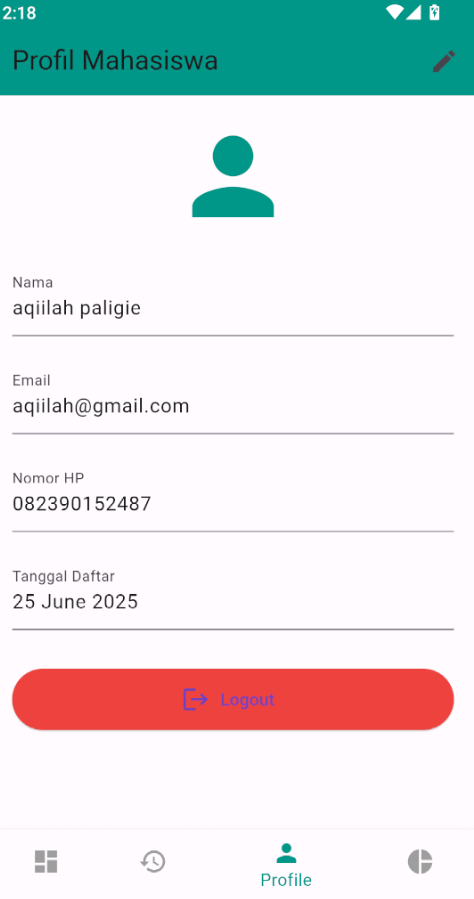 2:18
Profil Mahasiswa
Nama
aqiilah paligie
Email
aqiilah@gmail.com
Nomor HP
082390152487
Tanggal Daftar
25 June 2025
Logout
Profile